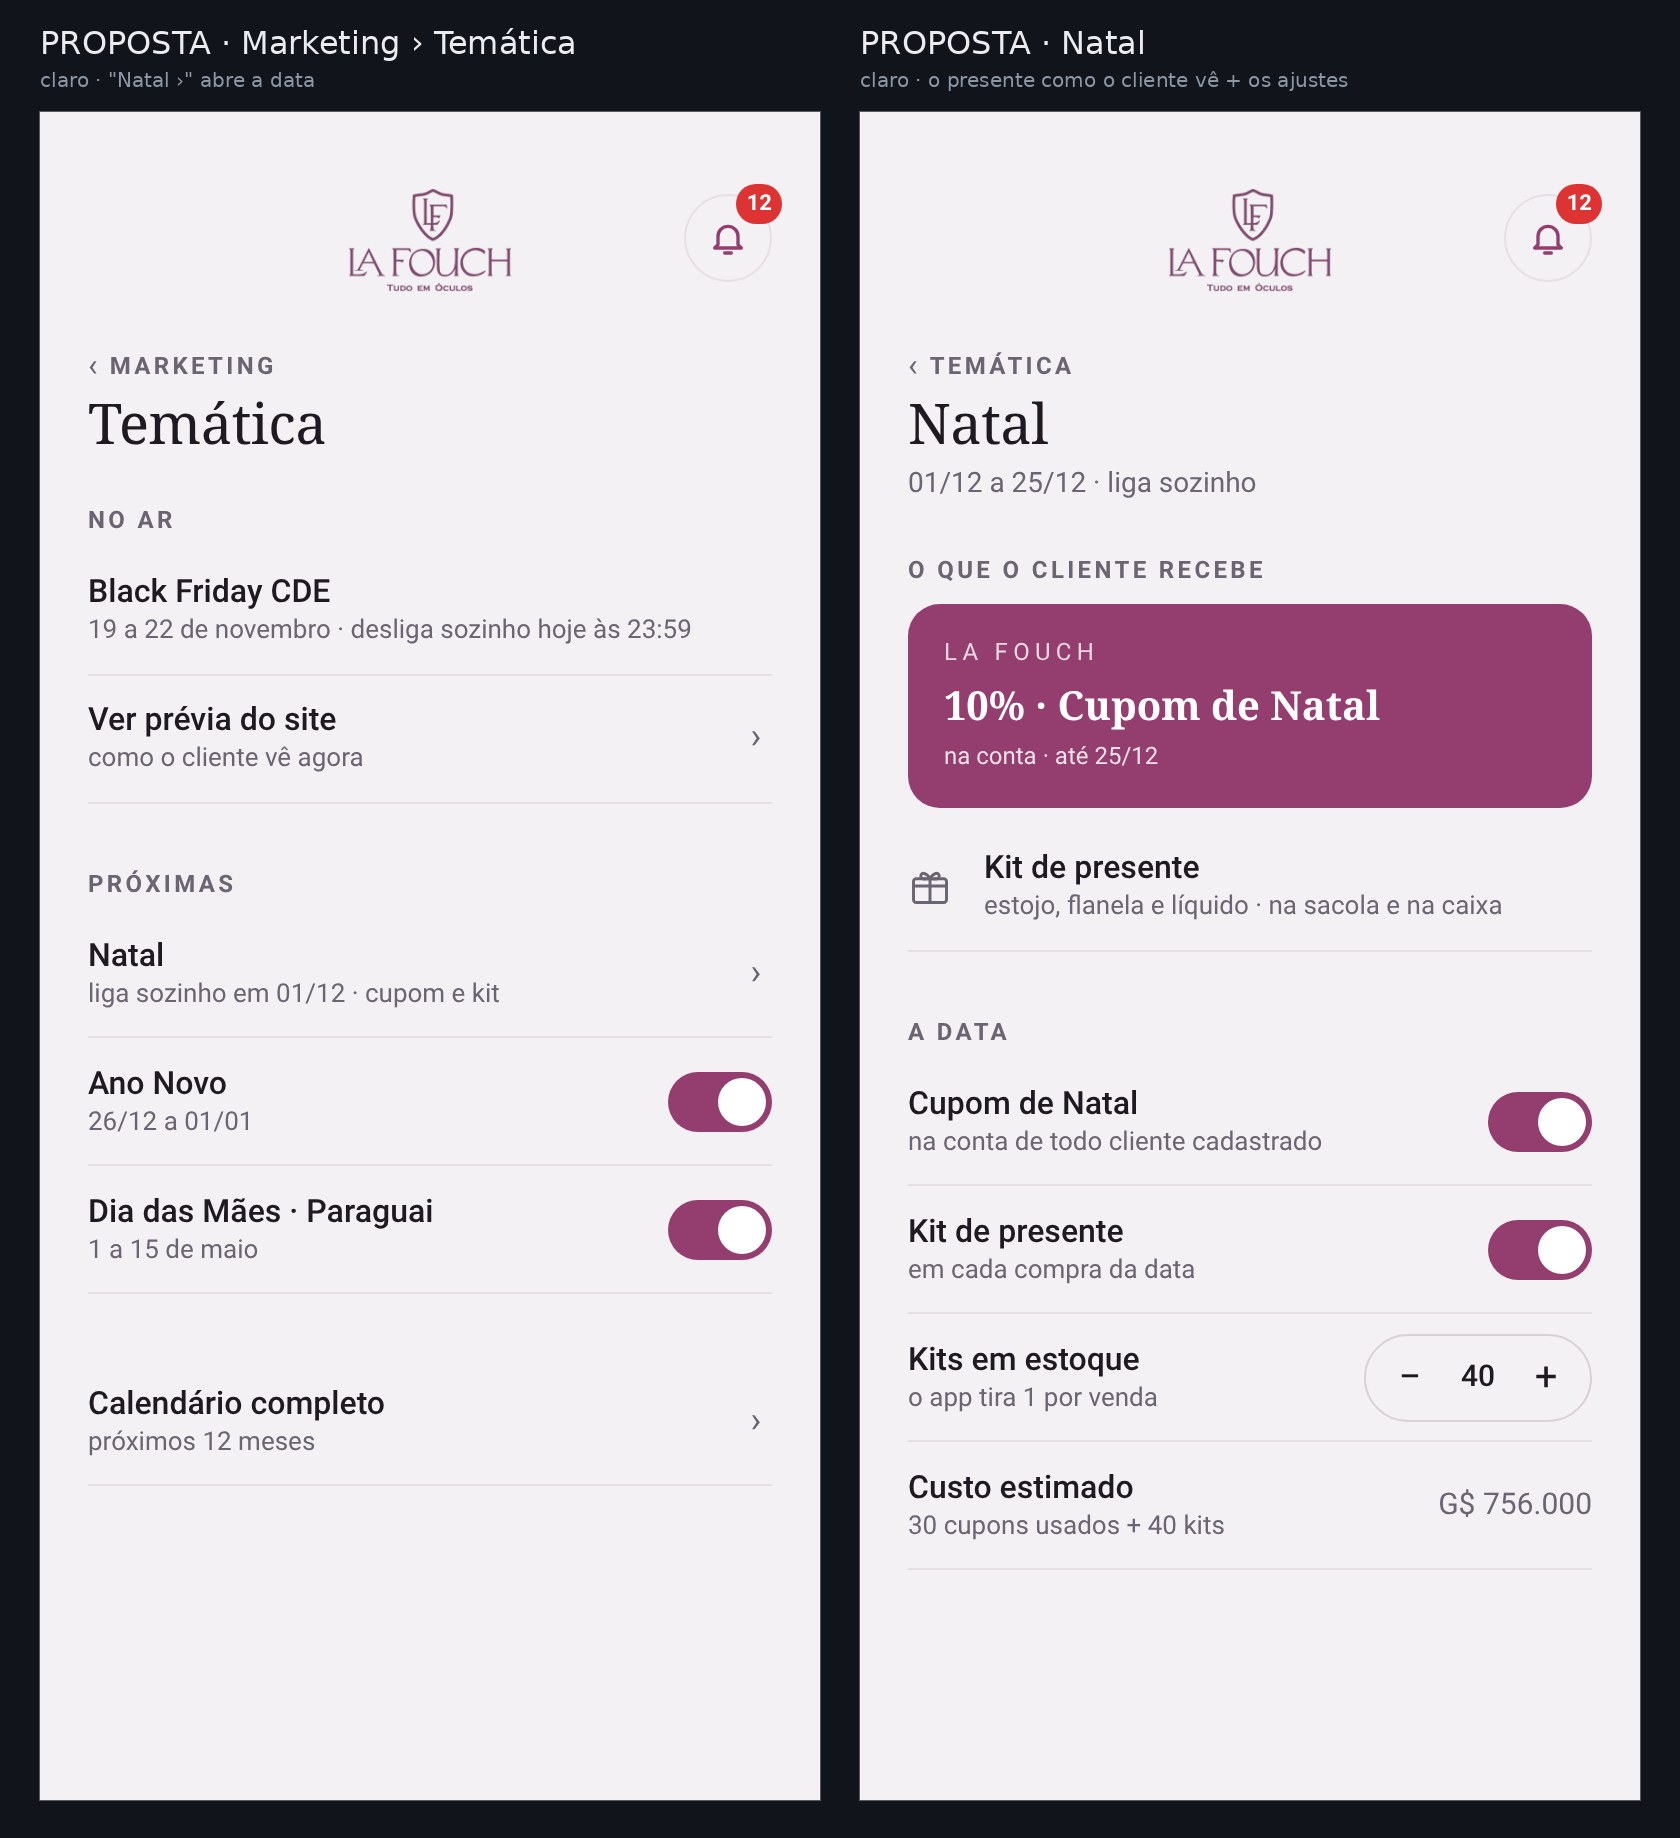 PROPOSTA · Marketing › Temática
claro · "Natal ›" abre a data
LF
LA FOUCH
TUDO EM ÓCULOS
12
‹ MARKETING
Temática
NO AR
Black Friday CDE
19 a 22 de novembro · desliga sozinho hoje às 23:59
Ver prévia do site
como o cliente vê agora
›
PRÓXIMAS
Natal
liga sozinho em 01/12 · cupom e kit
›
Ano Novo
26/12 a 01/01
Dia das Mães · Paraguai
1 a 15 de maio
Calendário completo
próximos 12 meses
›
PROPOSTA · Natal
claro · o presente como o cliente vê + os ajustes
LF
LA FOUCH
TUDO EM ÓCULOS
12
‹ TEMÁTICA
Natal
01/12 a 25/12 · liga sozinho
O QUE O CLIENTE RECEBE
LA FOUCH
10% · Cupom de Natal
na conta · até 25/12
Kit de presente
estojo, flanela e líquido · na sacola e na caixa
A DATA
Cupom de Natal
na conta de todo cliente cadastrado
Kit de presente
em cada compra da data
Kits em estoque
o app tira 1 por venda
− 40 +
Custo estimado
30 cupons usados + 40 kits
G$ 756.000